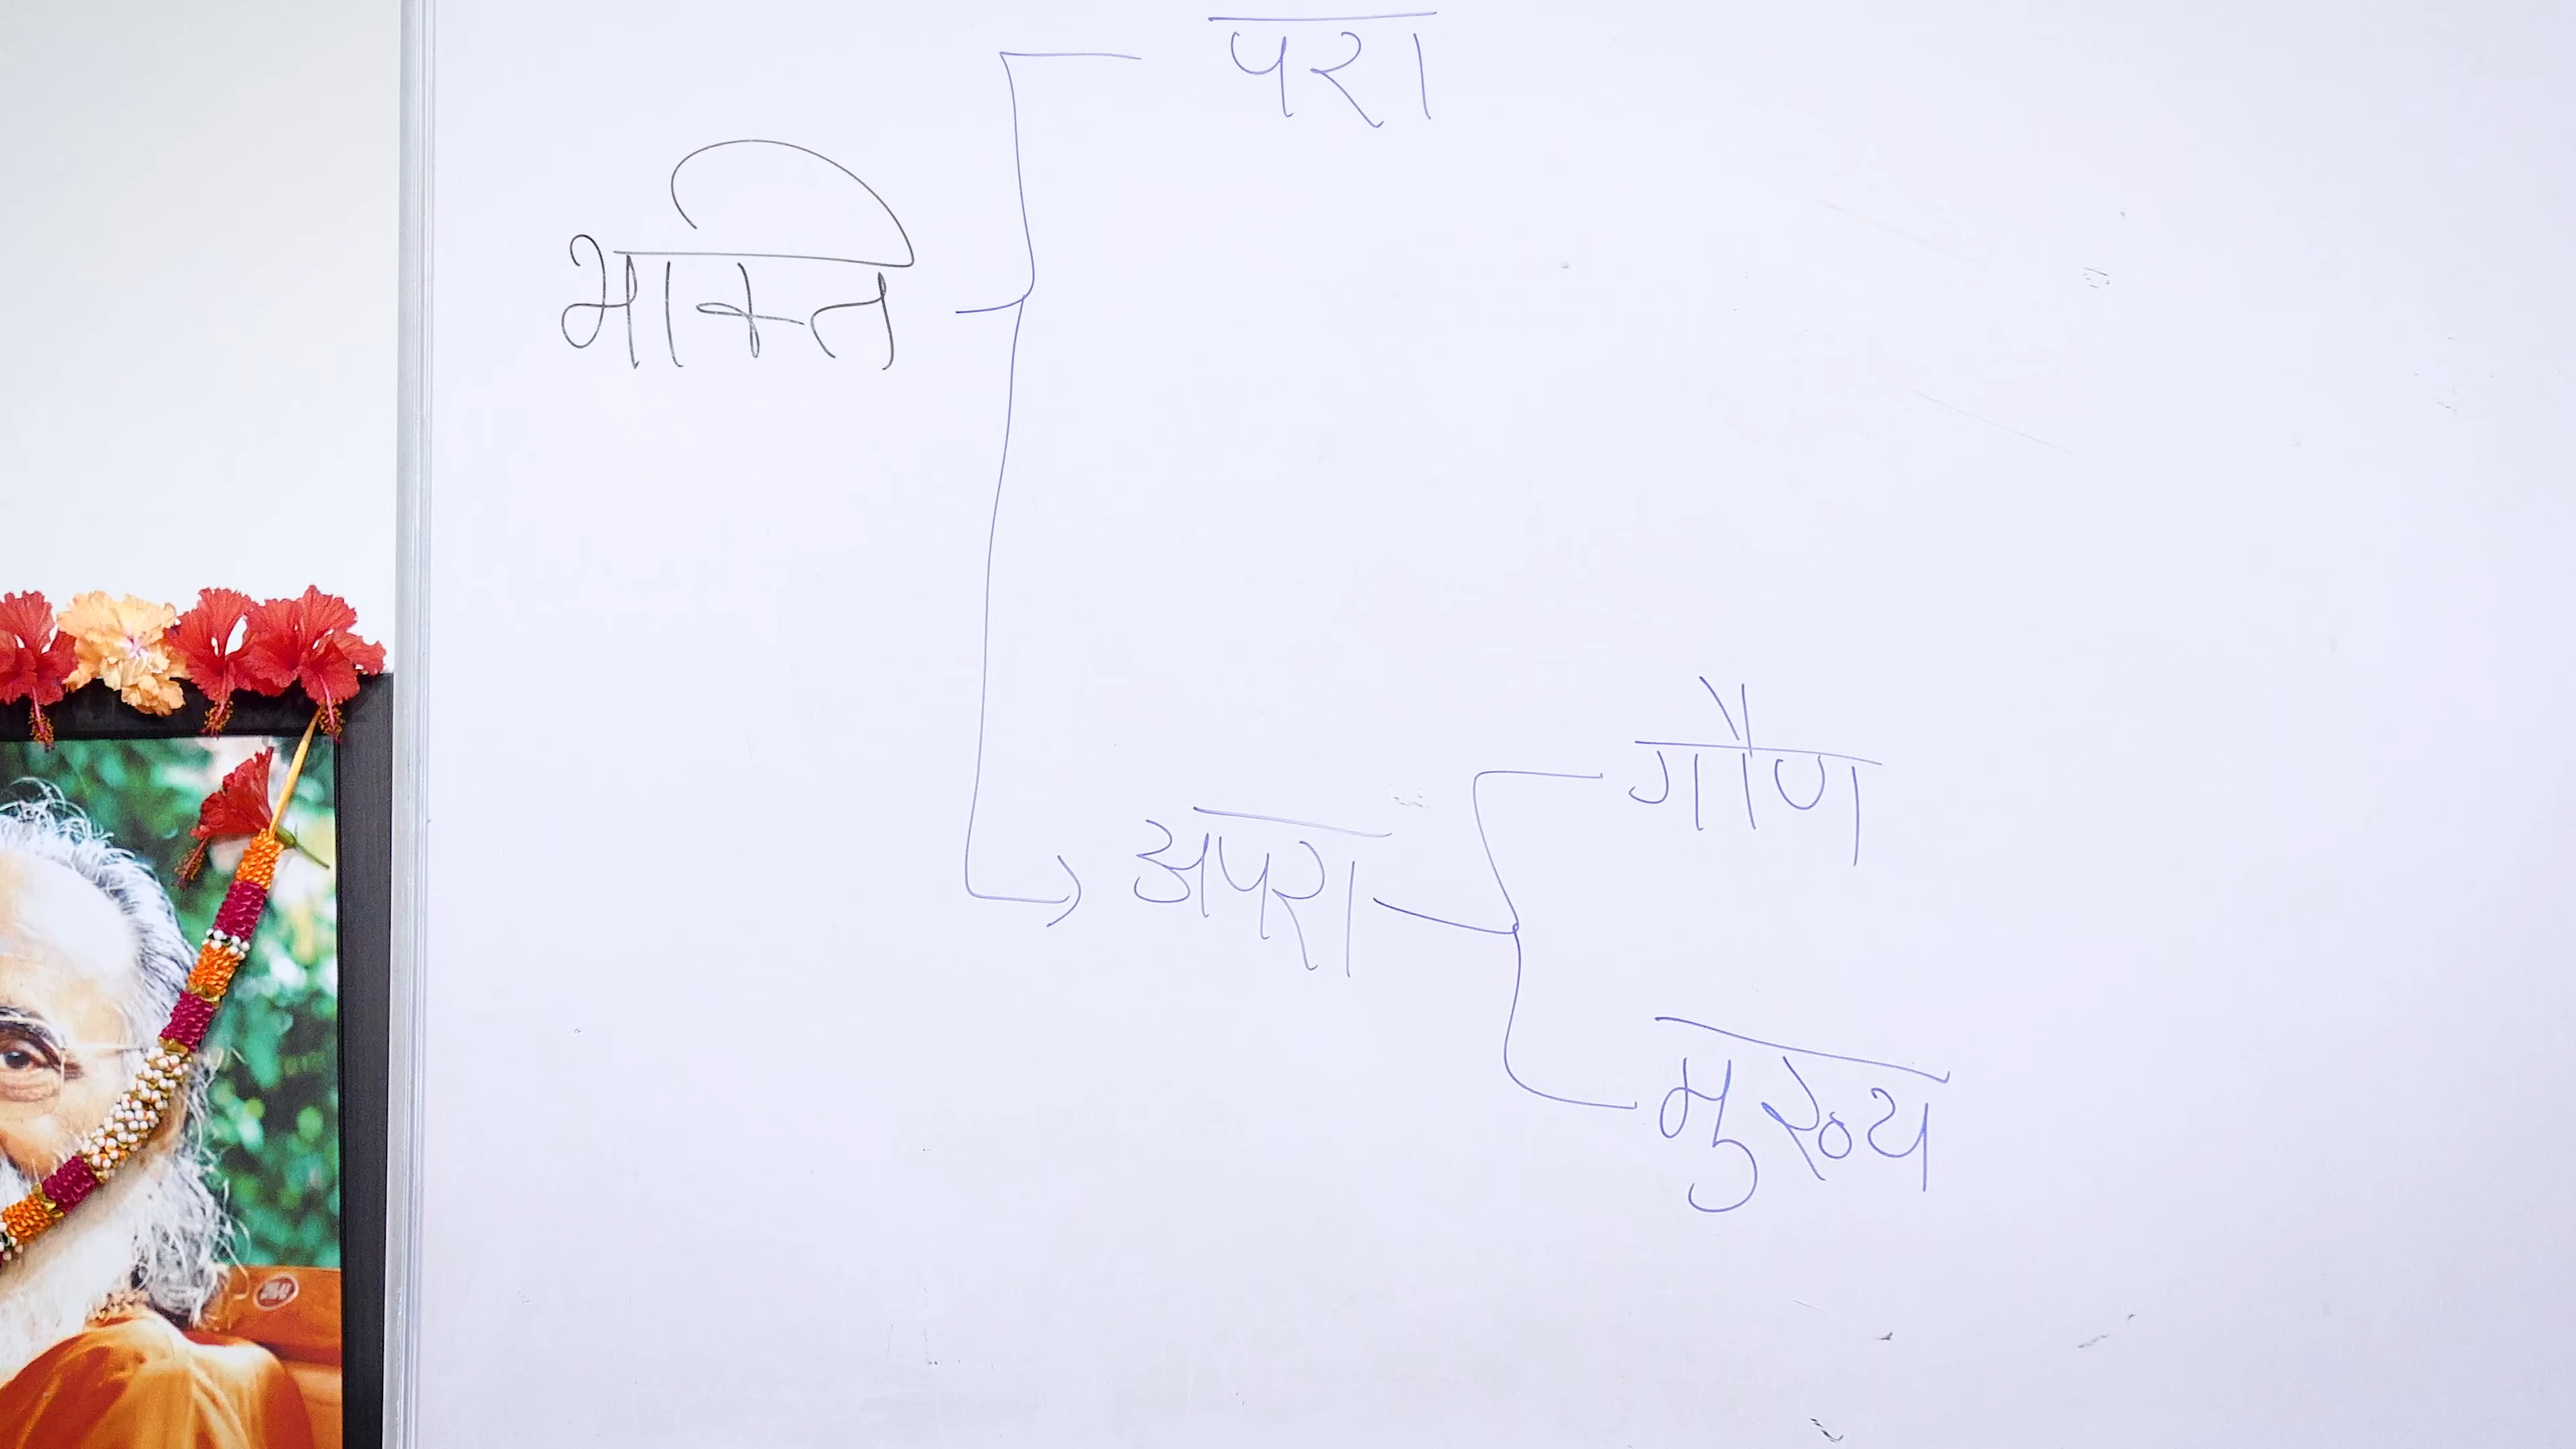 परा
भक्ति
गौण
अपरा
मुख्य